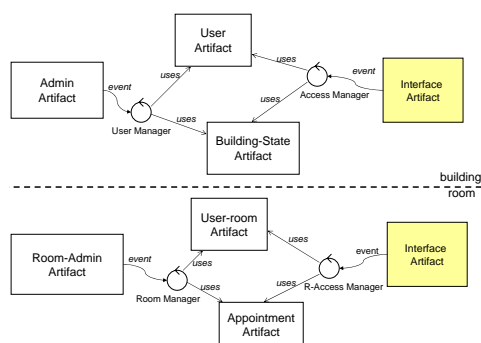 User
Artifact
Admin
Artifact
event
uses
uses
User Manager
uses
uses
event
Access Manager
Interface
Artifact
Building-State
Artifact
building
room
User-room
Artifact
Room-Admin
Artifact
event
uses
uses
Room Manager
uses
uses
event
R-Access Manager
Interface
Artifact
Appointment
Artifact